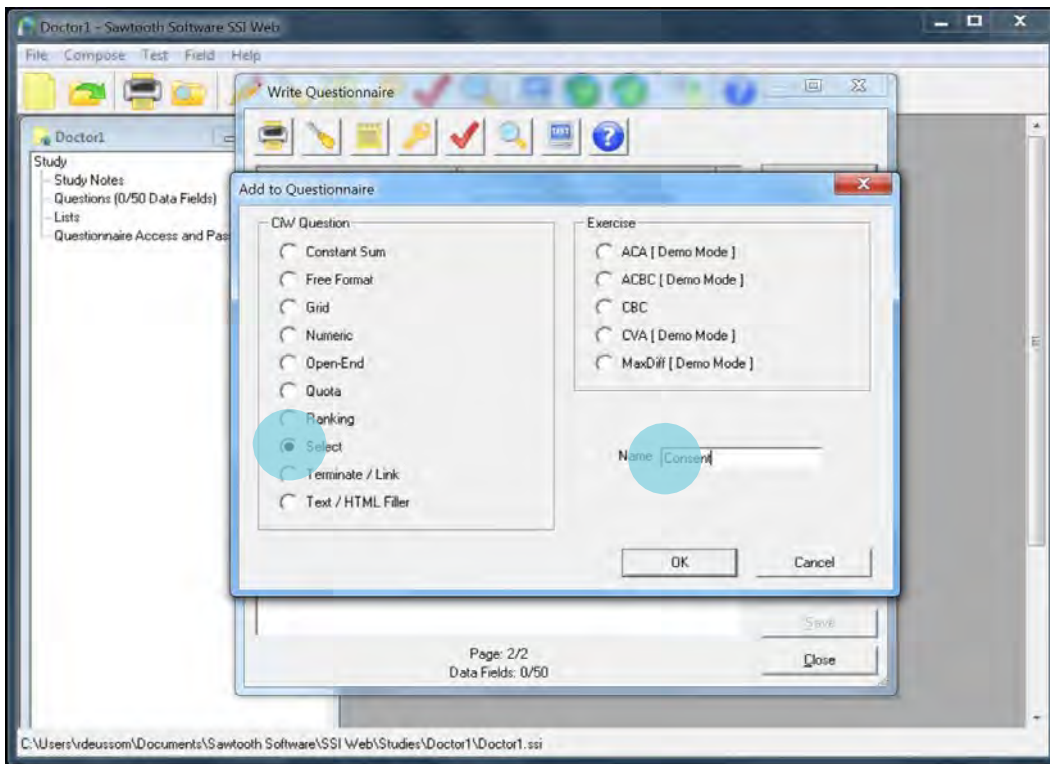 Doctor1 - Sawtooth Software SSI Web
File Compose Test Field Help
Write Questionnaire
Doctor1
Study
Study Notes
Questions (0/50 Data Fields)
Lists
Questionnaire Access and Pas
TEST
Add to Questionnaire
CiW Question
Constant Sum
Free Format
Grid
Numeric
Open-End
Quota
Ranking
Select
Terminate / Link
Text / HTML Filler
Exercise
ACA [ Demo Mode ]
ACBC [ Demo Mode ]
CBC
CVA [ Demo Mode ]
MaxDiff [ Demo Mode ]
Name Consent
OK Cancel
Save
Page: 2/2
Data Fields: 0/50
Close
C:\Users\rdeussom\Documents\Sawtooth Software\SSI Web\Studies\Doctor1\Doctor1.ssi